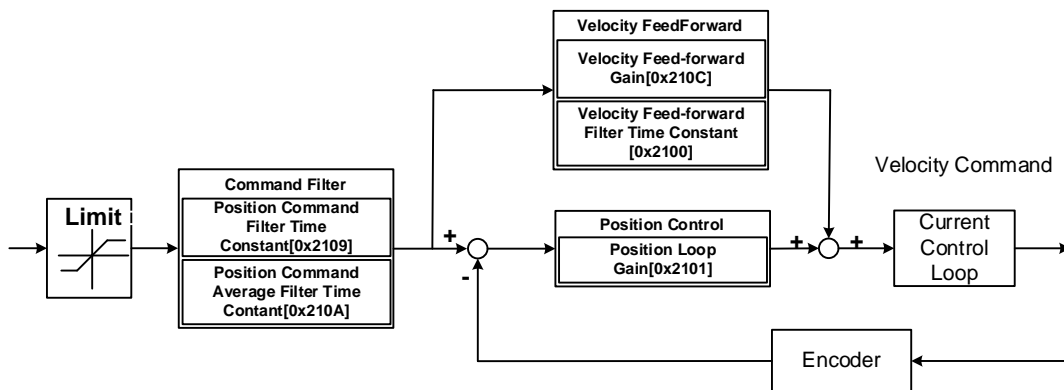 Velocity FeedForward
Velocity Feed-forward
Gain[0x210C]
Velocity Feed-forward
Filter Time Constant
[0x2100]
Velocity Command
Limit
Command Filter
Position Command
Filter Time
Constant[0x2109]
Position Command
Average Filter Time
Contant[0x210A]
+
-
Position Control
Position Loop
Gain[0x2101]
+
+
Current
Control
Loop
Encoder